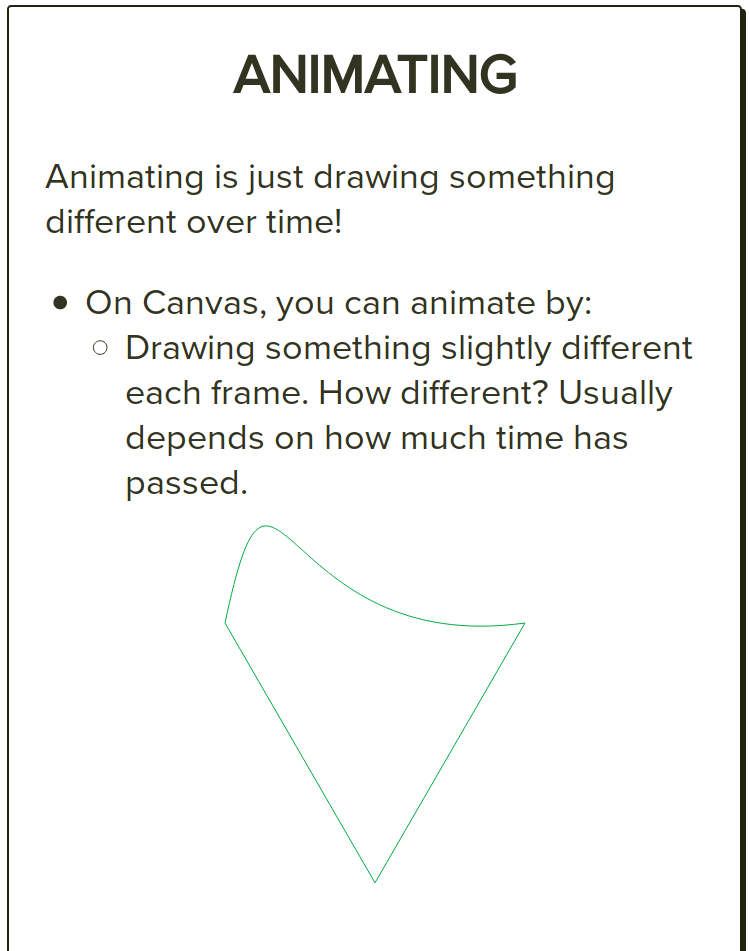 ANIMATING
Animating is just drawing something
different over time!
On Canvas, you can animate by:
Drawing something slightly different
each frame. How different? Usually
depends on how much time has
passed.